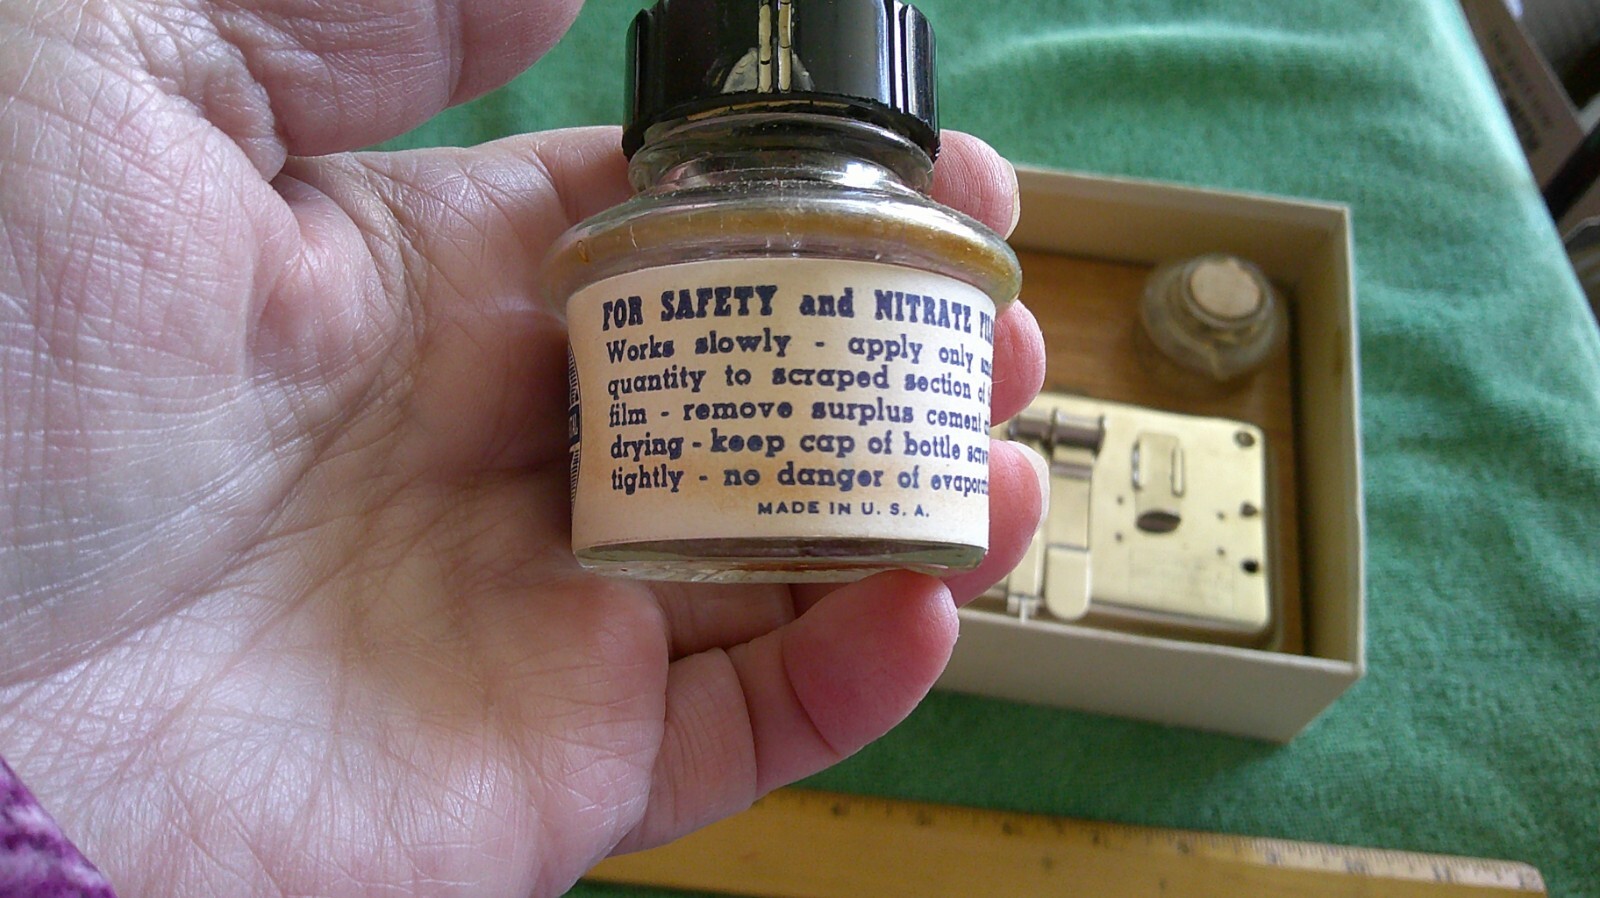 FOR SAFETY and NITRATE
Works slowly - apply only
quantity to scraped section of
film - remove surplus cement
drying - keep cap of bottle
tightly - no danger of
MADE IN U. S. A.